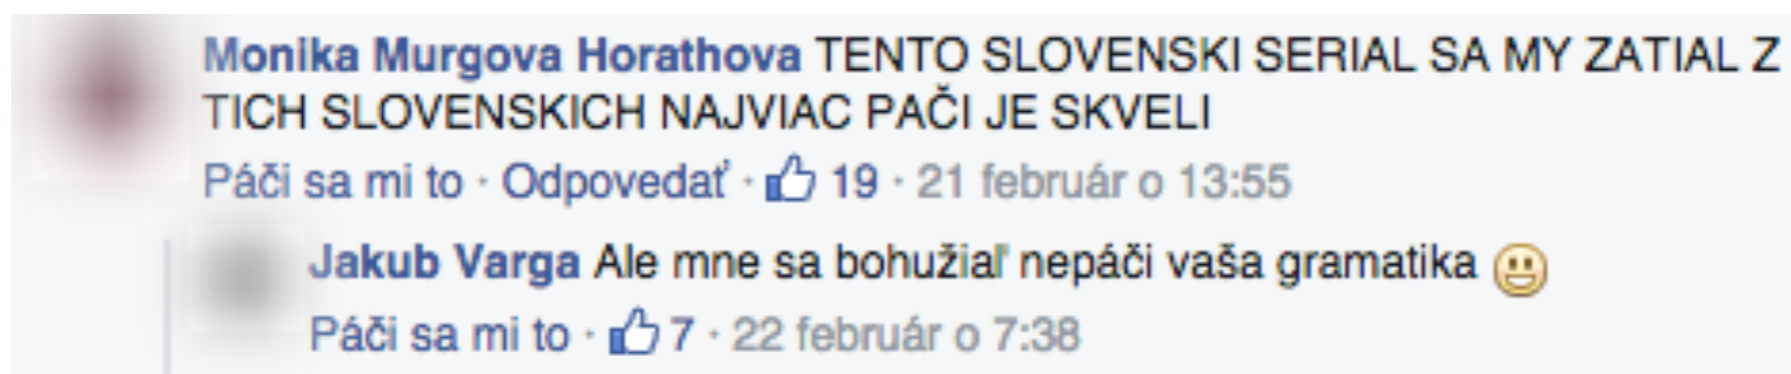 Monika Murgova Horathova TENTO SLOVENSKI SERIAL SA MY ZATIAL Z
TICH SLOVENSKICH NAJVIAC PAČI JE SKVELI
Páči sa mi to · Odpovedať · 19 · 21 február o 13:55
Jakub Varga Ale mne sa bohužiaľ nepáči vaša gramatika
Páči sa mi to · 7 · 22 február o 7:38